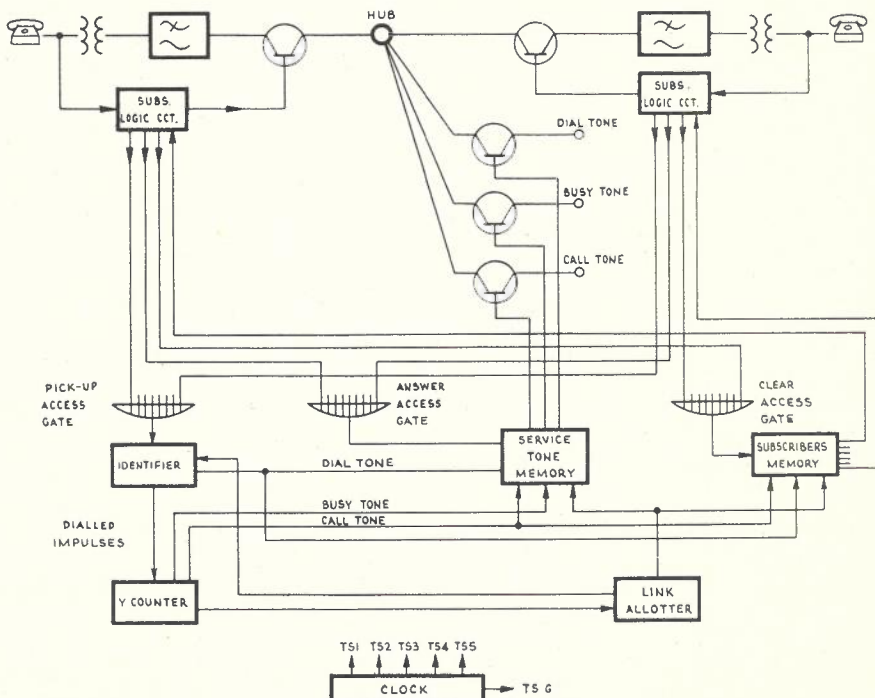 HUB
SUBS.
LOGIC CCT.
SUBS.
LOGIC CCT.
DIAL TONE
BUSY TONE
CALL TONE
PICK-UP
ACCESS
GATE
ANSWER
ACCESS
GATE
CLEAR
ACCESS
GATE
IDENTIFIER
DIAL TONE
SERVICE
TONE
MEMORY
SUBSCRIBERS
MEMORY
BUSY TONE
CALL TONE
DIALLED
IMPULSES
Y COUNTER
LINK
ALLOTTER
TS1 TS2 TS3 TS4 TS5
CLOCK
TS G